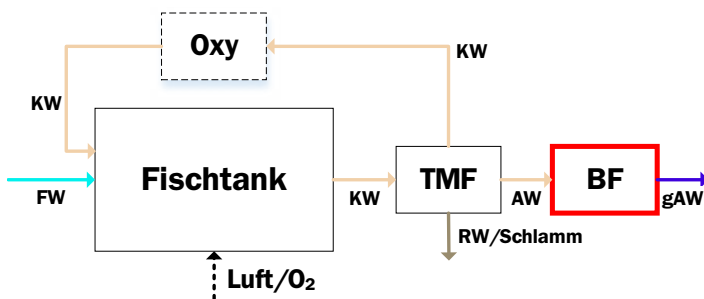 Oxy
KW
KW
Fischtank
TMF
BF
FW
KW
AW
gAW
RW/Schlamm
Luft/O₂